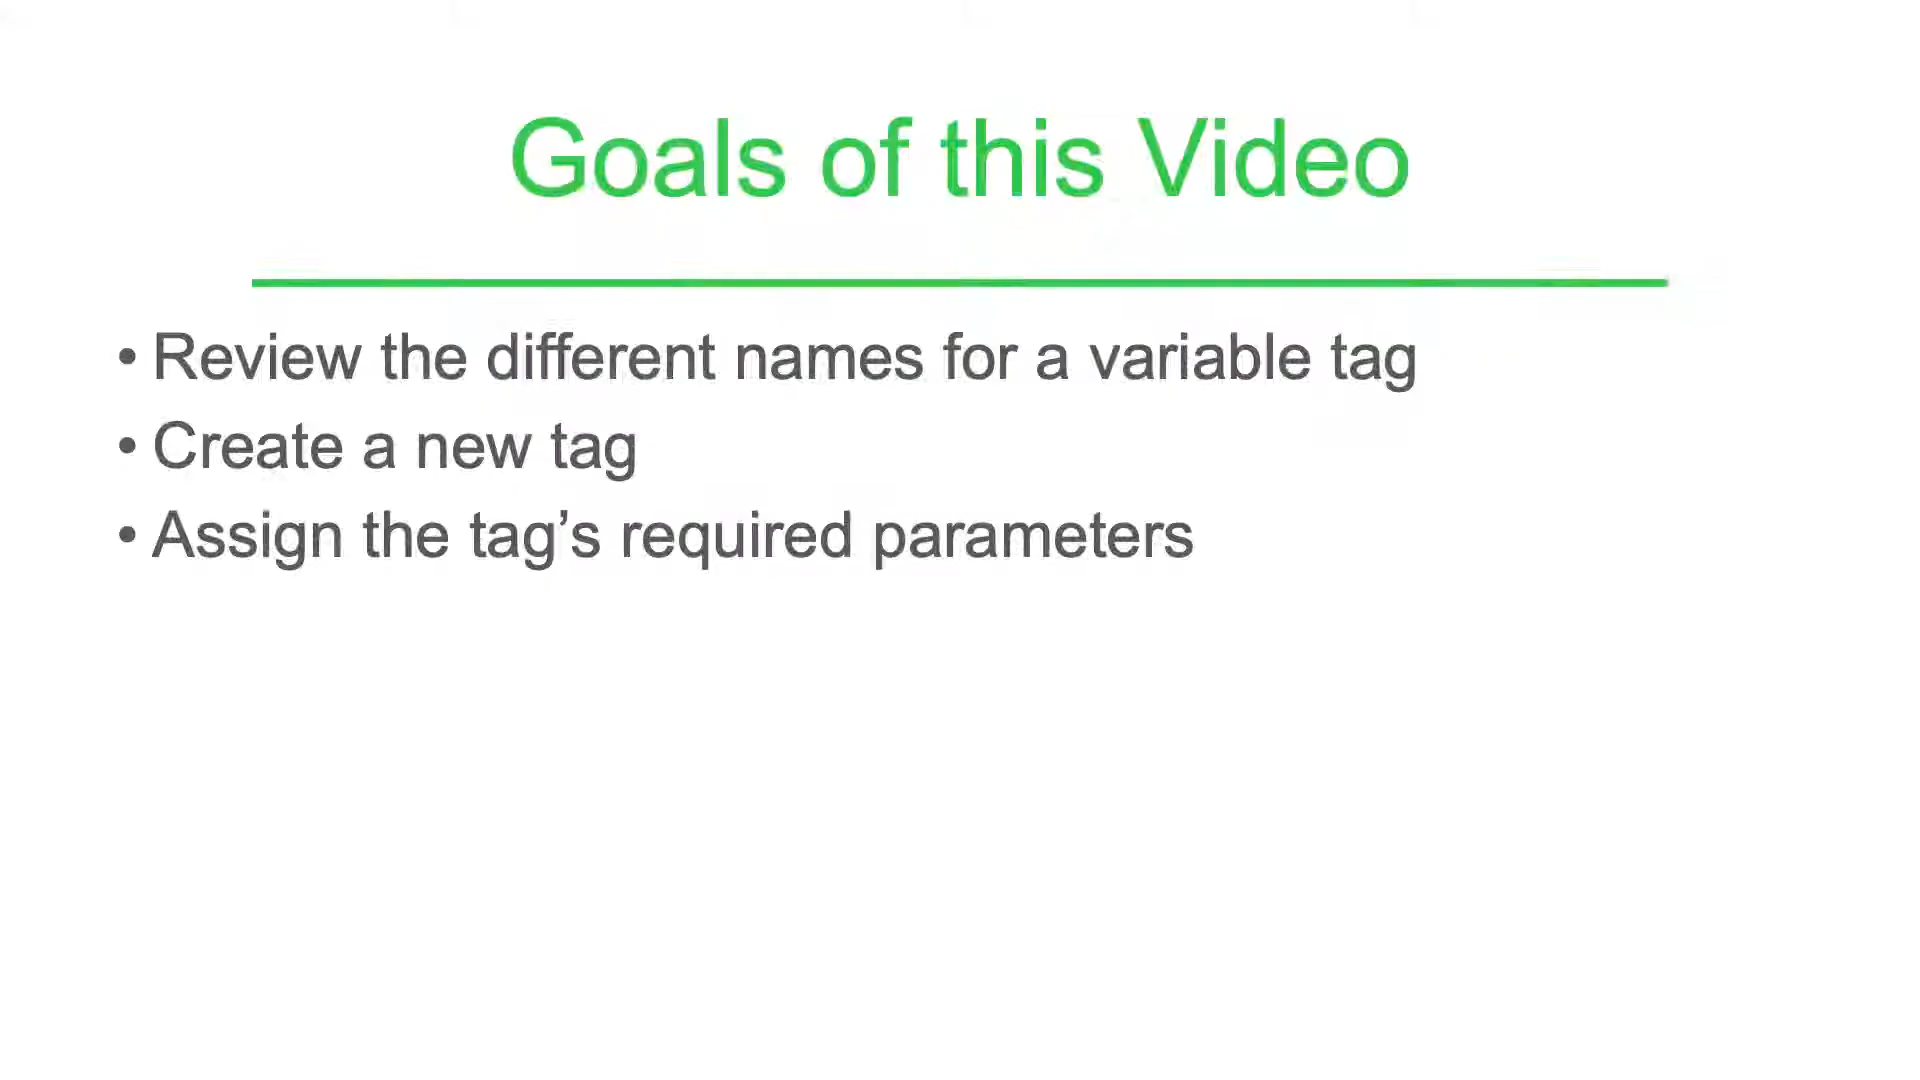 Goals of this Video
• Review the different names for a variable tag
• Create a new tag
• Assign the tag’s required parameters